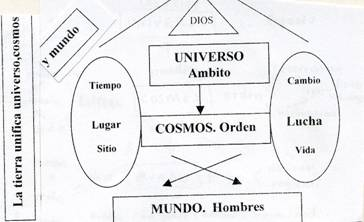 La tierra unifica universo,cosmos
y mundo
DIOS
UNIVERSO
Ambito
Tiempo
Lugar
Sitio
COSMOS. Orden
Cambio
Lucha
Vida
MUNDO. Hombres